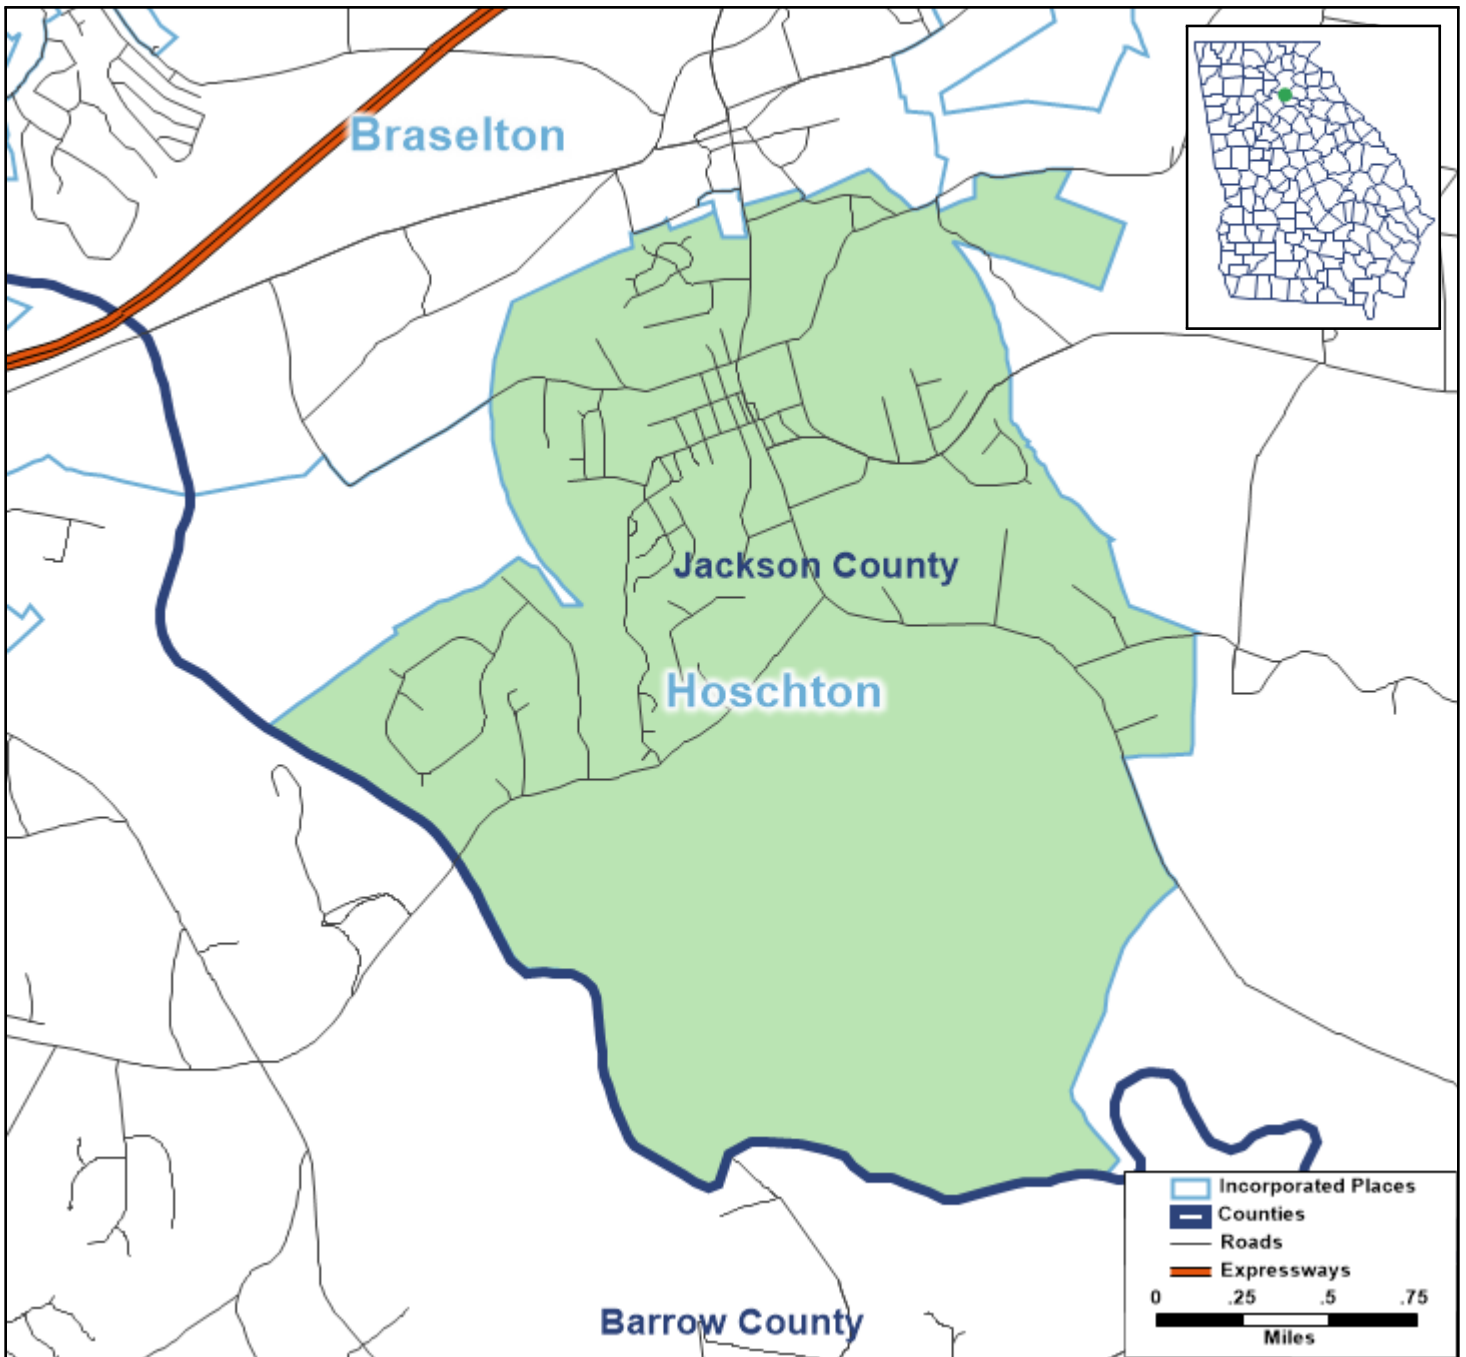 Braselton
Jackson County
Hoschton
Barrow County
Incorporated Places
Counties
Roads
Expressways
0 .25 .5 .75
Miles